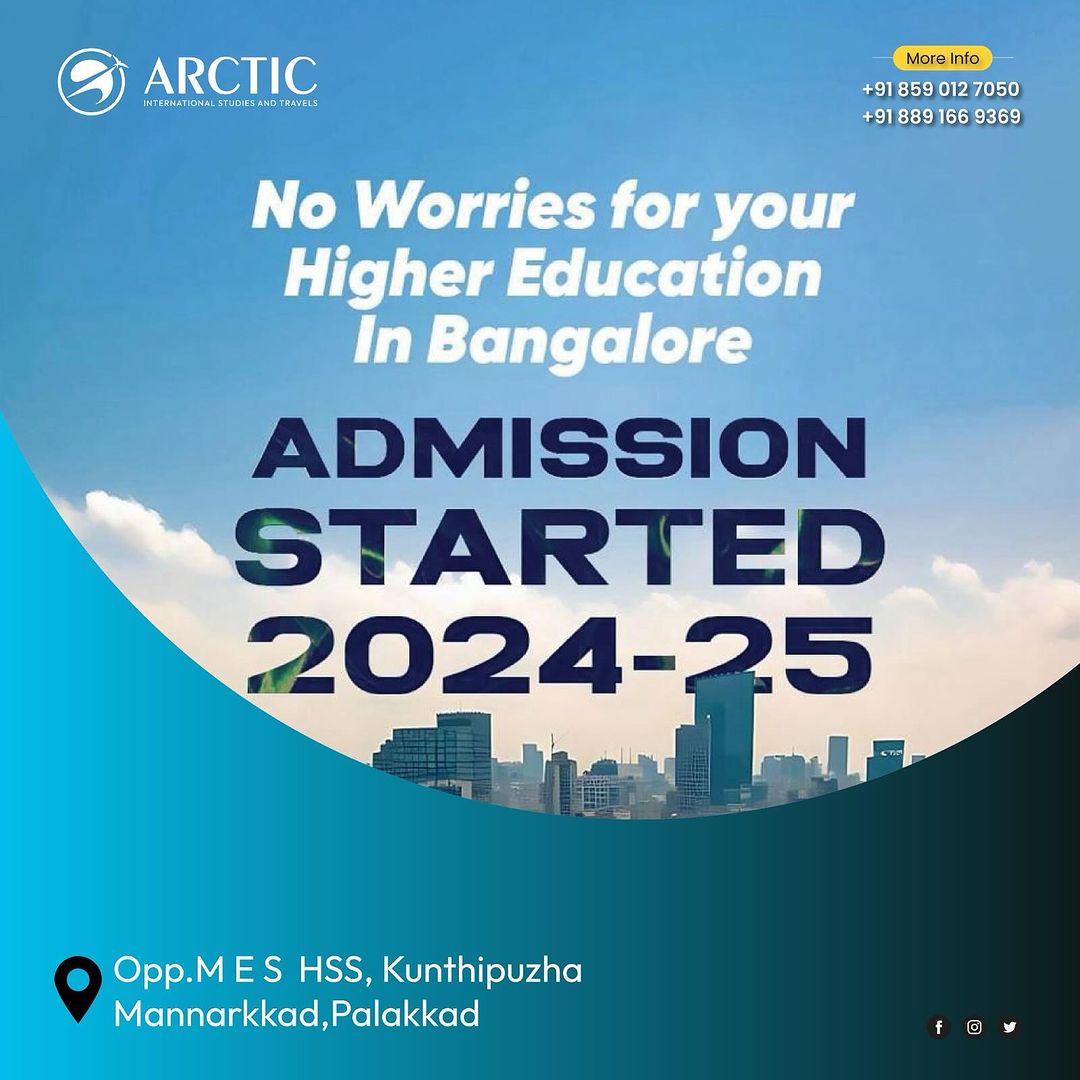 ARCTIC
INTERNATIONAL STUDIES AND TRAVELS
More Info
+91 859 012 7050
+91 889 166 9369
No Worries for your
Higher Education
In Bangalore
ADMISSION
STARTED
2024-25
Opp.M E S HSS, Kunthipuzha
Mannarkkad,Palakkad